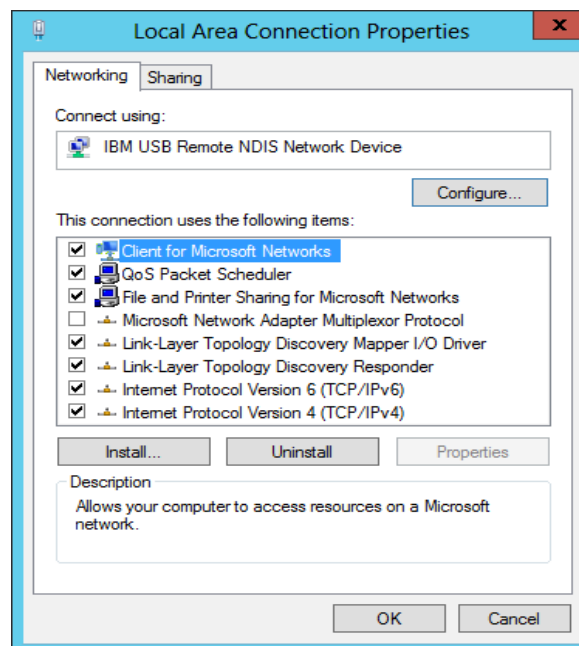 Local Area Connection Properties
x
Networking
Sharing
Connect using:
IBM USB Remote NDIS Network Device
Configure...
This connection uses the following items:
Client for Microsoft Networks
QoS Packet Scheduler
File and Printer Sharing for Microsoft Networks
Microsoft Network Adapter Multiplexor Protocol
Link-Layer Topology Discovery Mapper I/O Driver
Link-Layer Topology Discovery Responder
Internet Protocol Version 6 (TCP/IPv6)
Internet Protocol Version 4 (TCP/IPv4)
Install...
Uninstall
Properties
Description
Allows your computer to access resources on a Microsoft
network.
OK
Cancel